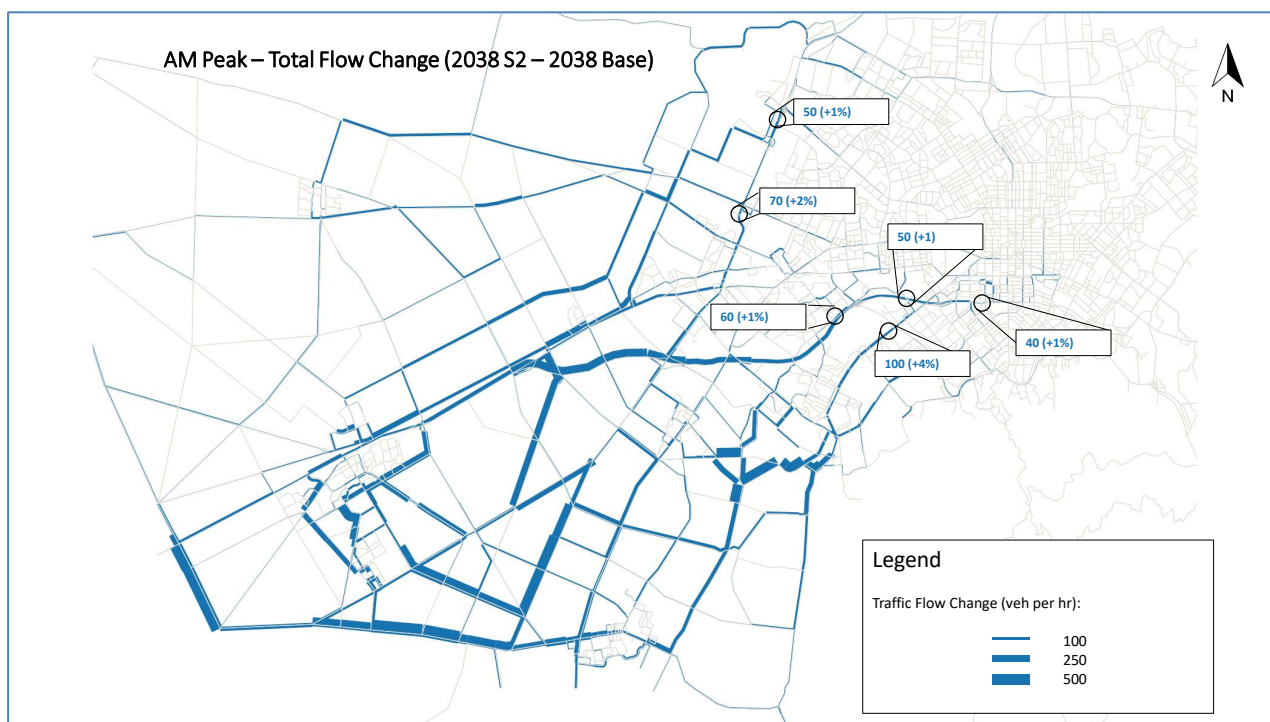 AM Peak – Total Flow Change (2038 S2 – 2038 Base)
N
50 (+1%)
70 (+2%)
50 (+1)
60 (+1%)
40 (+1%)
100 (+4%)
Legend
Traffic Flow Change (veh per hr):
100
250
500